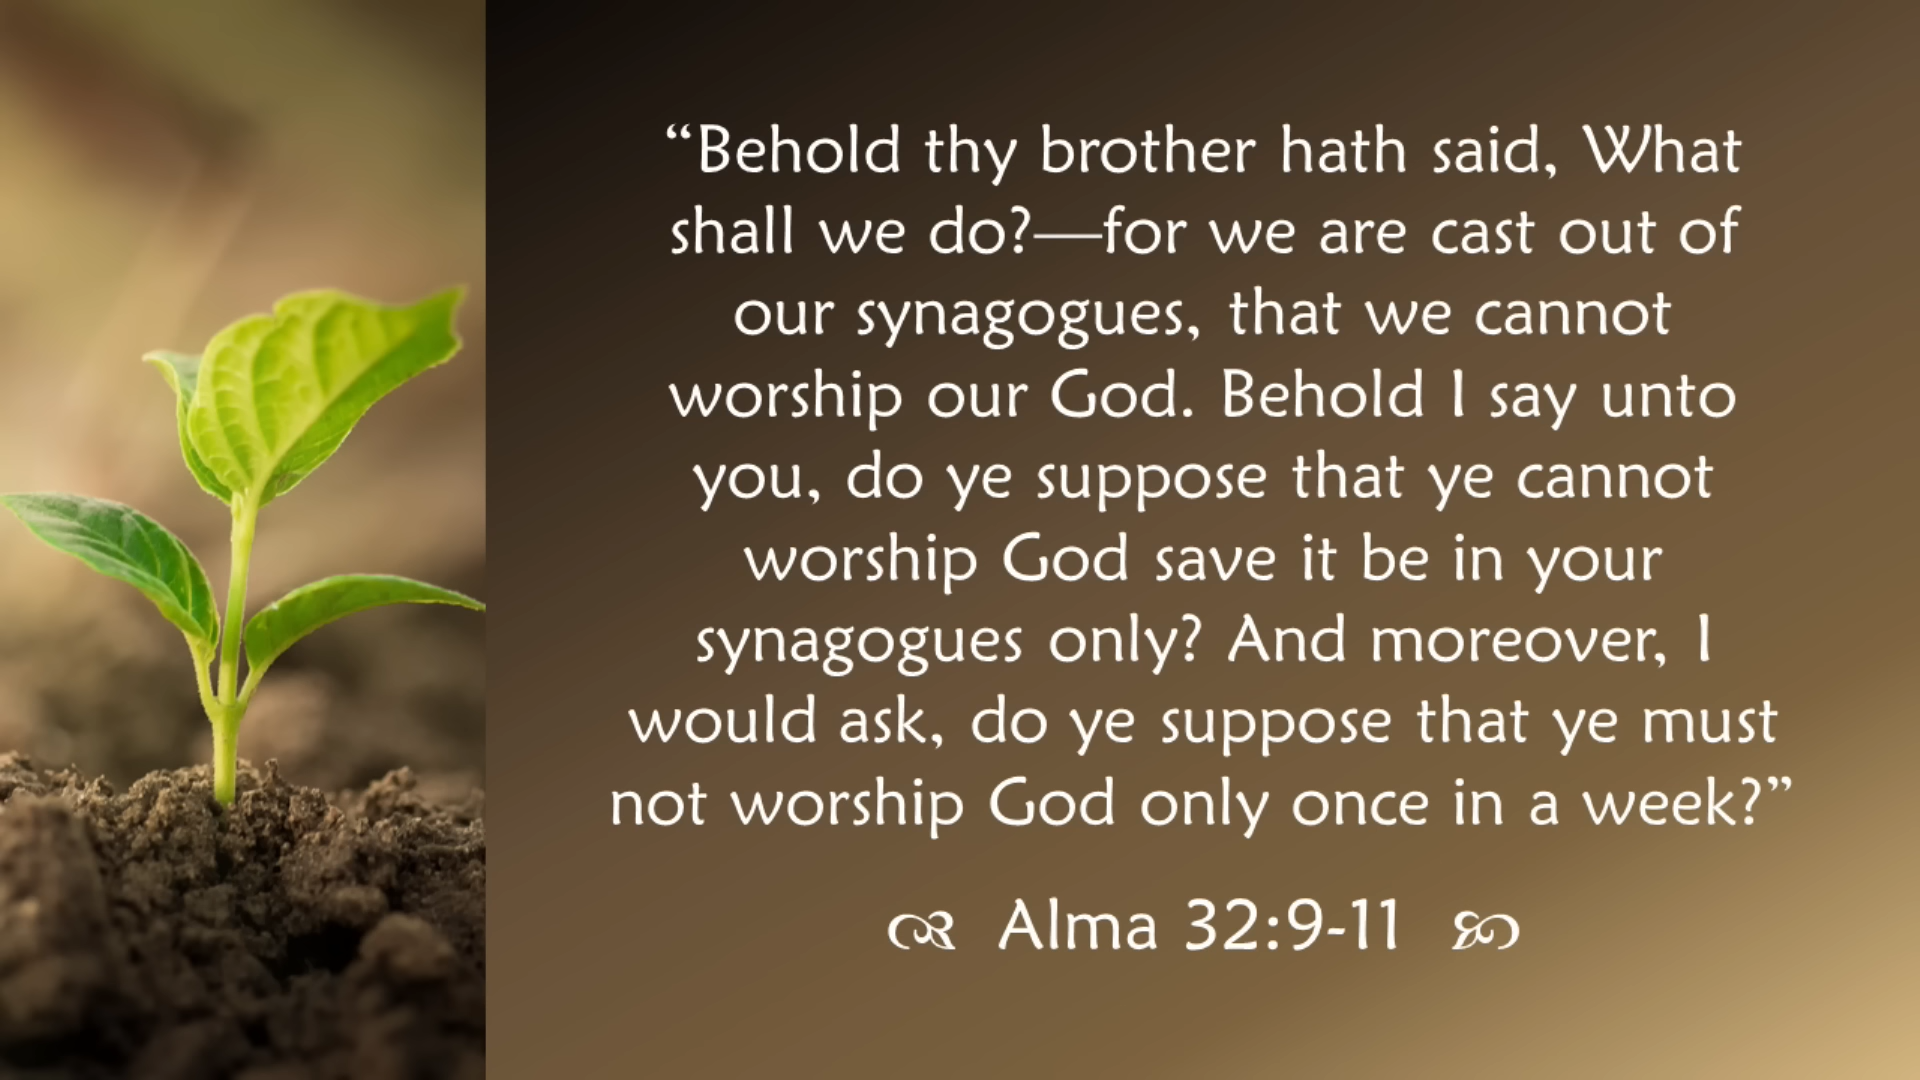 “Behold thy brother hath said, What
shall we do?—for we are cast out of
our synagogues, that we cannot
worship our God. Behold I say unto
you, do ye suppose that ye cannot
worship God save it be in your
synagogues only? And moreover, I
would ask, do ye suppose that ye must
not worship God only once in a week?”
Alma 32:9-11